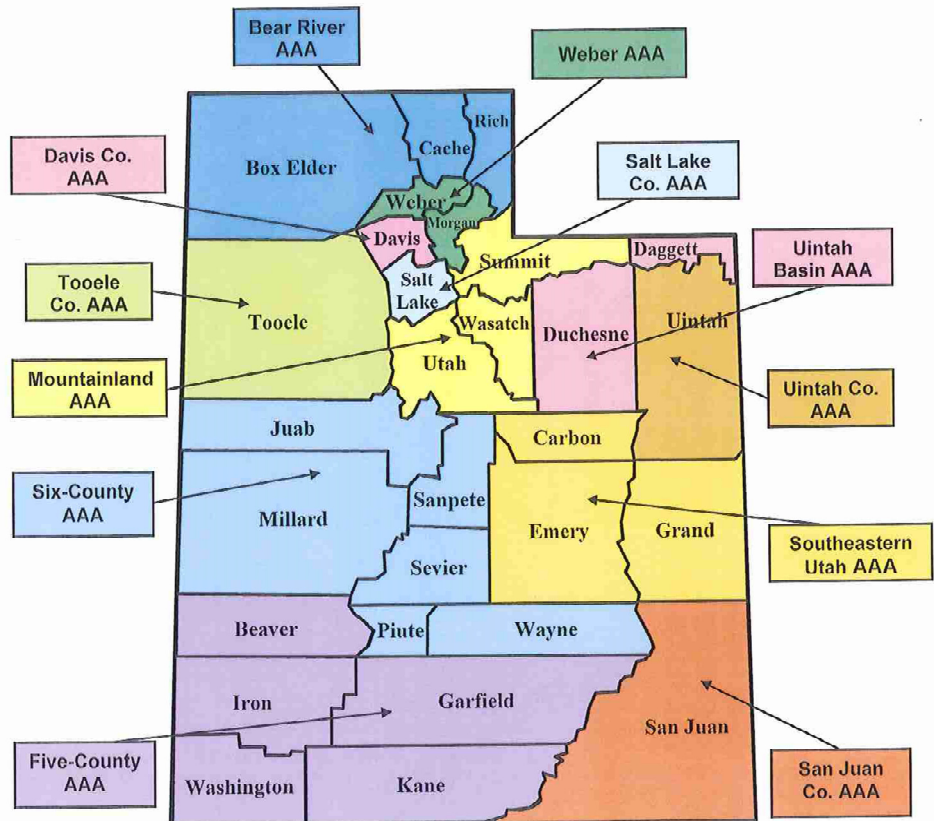 Bear River
AAA
Weber AAA
Davis Co.
AAA
Salt Lake
Co. AAA
Uintah
Basin AAA
Tooele
Co. AAA
Mountainland
AAA
Uintah Co.
AAA
Six-County
AAA
Southeastern
Utah AAA
Five-County
AAA
San Juan
Co. AAA
Box Elder
Cache
Rich
Weber
Morgan
Davis
Summit
Daggett
Salt
Lake
Tooele
Wasatch
Duchesne
Uintah
Utah
Juab
Carbon
Sanpete
Millard
Emery
Grand
Sevier
Beaver
Piute
Wayne
Iron
Garfield
San Juan
Washington
Kane